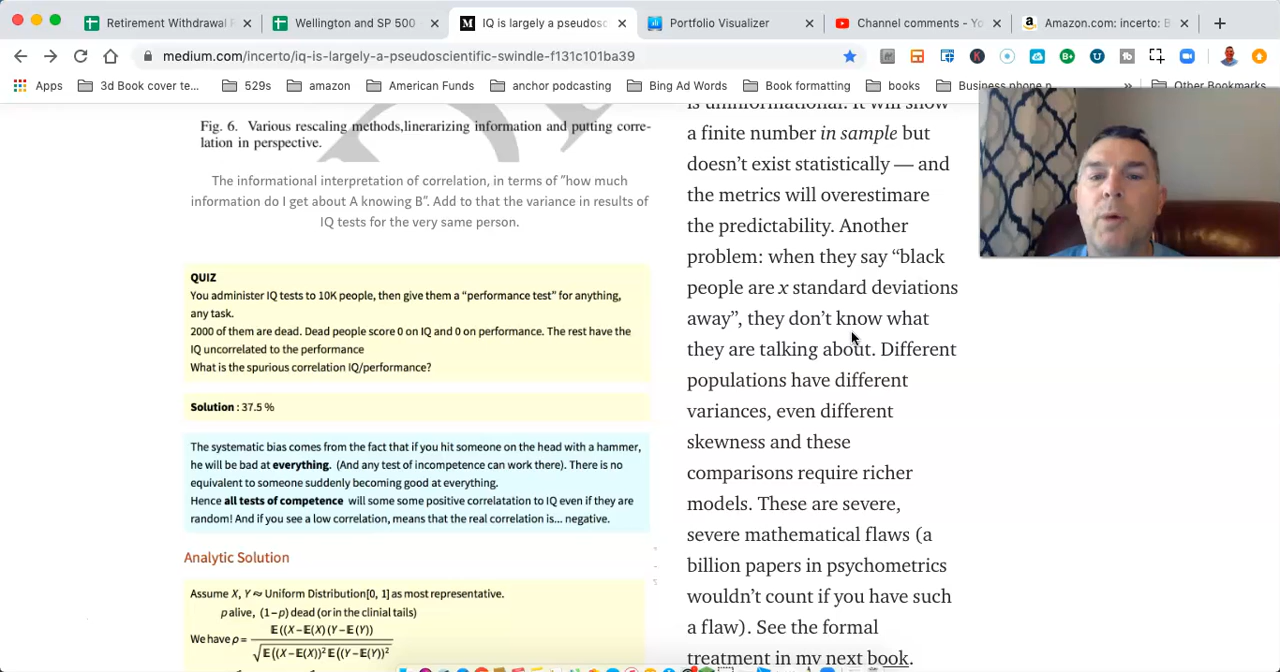 Retirement Withdrawal
Wellington and SP 500
IQ is largely a pseudosc
Portfolio Visualizer
Channel comments - Yo
Amazon.com: incerto: B
medium.com/incerto/iq-is-largely-a-pseudoscientific-swindle-f131c101ba39
Apps
3d Book cover te...
529s
amazon
American Funds
anchor podcasting
Bing Ad Words
Book formatting
books
Business phone
»
Other Bookmarks
Fig. 6. Various rescaling methods,linerarizing information and putting corre-
lation in perspective.
The informational interpretation of correlation, in terms of "how much
information do I get about A knowing B". Add to that the variance in results of
IQ tests for the very same person.
QUIZ
You administer IQ tests to 10K people, then give them a “performance test” for anything,
any task.
2000 of them are dead. Dead people score 0 on IQ and 0 on performance. The rest have the
IQ uncorrelated to the performance
What is the spurious correlation IQ/performance?
Solution : 37.5 %
The systematic bias comes from the fact that if you hit someone on the head with a hammer,
he will be bad at everything. (And any test of incompetence can work there). There is no
equivalent to someone suddenly becoming good at everything.
Hence all tests of competence will some some positive correlatation to IQ even if they are
random! And if you see a low correlation, means that the real correlation is... negative.
Analytic Solution
Assume X, Y ≈ Uniform Distribution[0, 1] as most representative.
p alive, (1−p) dead (or in the clinial tails)
We have ρ = 𝔼((X−𝔼(X)(Y−𝔼(Y)) / √𝔼((X−𝔼(X))² 𝔼((Y−𝔼(Y))²
is uninformational. It will show
a finite number in sample but
doesn’t exist statistically — and
the metrics will overestimare
the predictability. Another
problem: when they say “black
people are x standard deviations
away”, they don’t know what
they are talking about. Different
populations have different
variances, even different
skewness and these
comparisons require richer
models. These are severe,
severe mathematical flaws (a
billion papers in psychometrics
wouldn’t count if you have such
a flaw). See the formal
treatment in my next book.